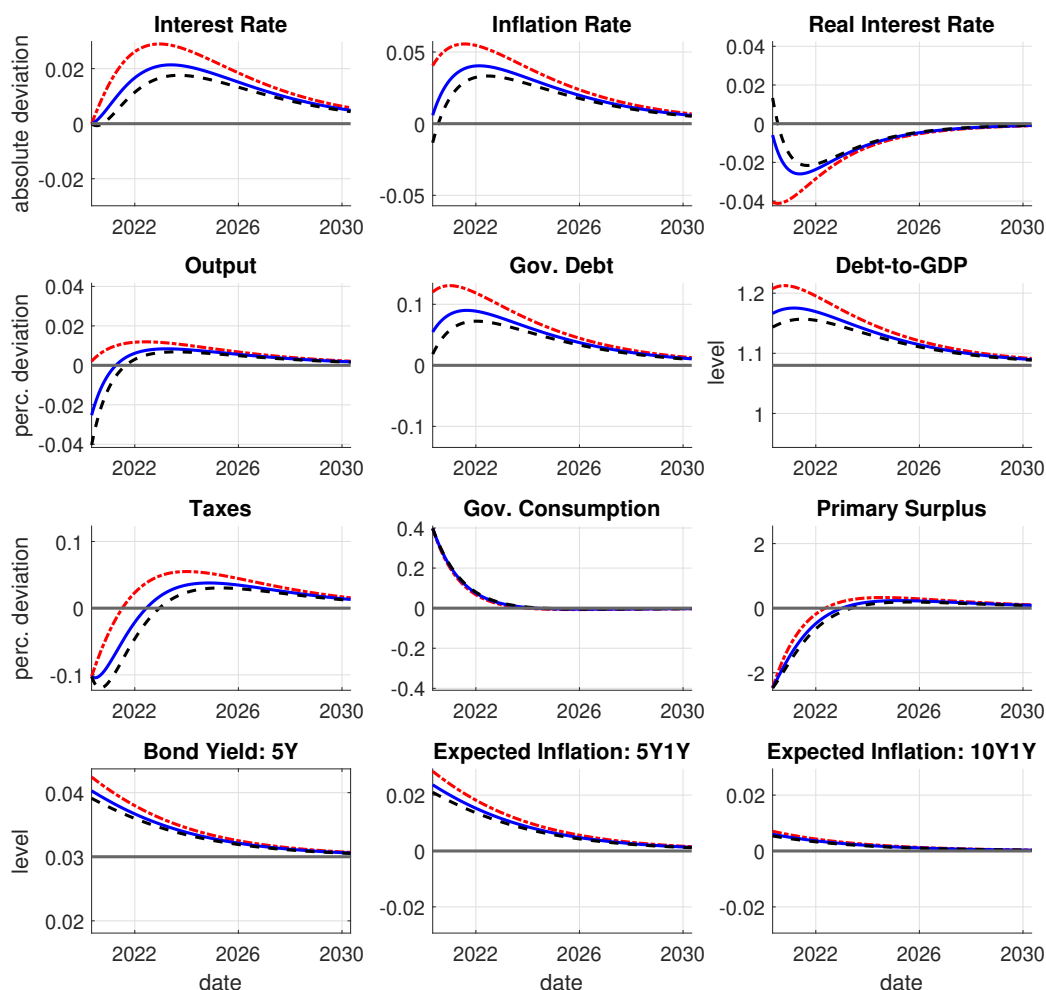 Interest Rate
Inflation Rate
Real Interest Rate
absolute deviation
0.02
0
-0.02
2022 2026 2030
0.05
0
-0.05
2022 2026 2030
0.04
0.02
0
-0.02
-0.04
2022 2026 2030
Output
Gov. Debt
Debt-to-GDP
perc. deviation
0.04
0.02
0
-0.02
-0.04
2022 2026 2030
0.1
0
-0.1
2022 2026 2030
level
1.2
1.1
1
2022 2026 2030
Taxes
Gov. Consumption
Primary Surplus
perc. deviation
0.1
0
-0.1
2022 2026 2030
0.4
0.2
0
-0.2
-0.4
2022 2026 2030
2
0
-2
2022 2026 2030
Bond Yield: 5Y
Expected Inflation: 5Y1Y
Expected Inflation: 10Y1Y
level
0.04
0.03
0.02
2022 2026 2030
date
0.02
0
-0.02
2022 2026 2030
date
0.02
0
-0.02
2022 2026 2030
date